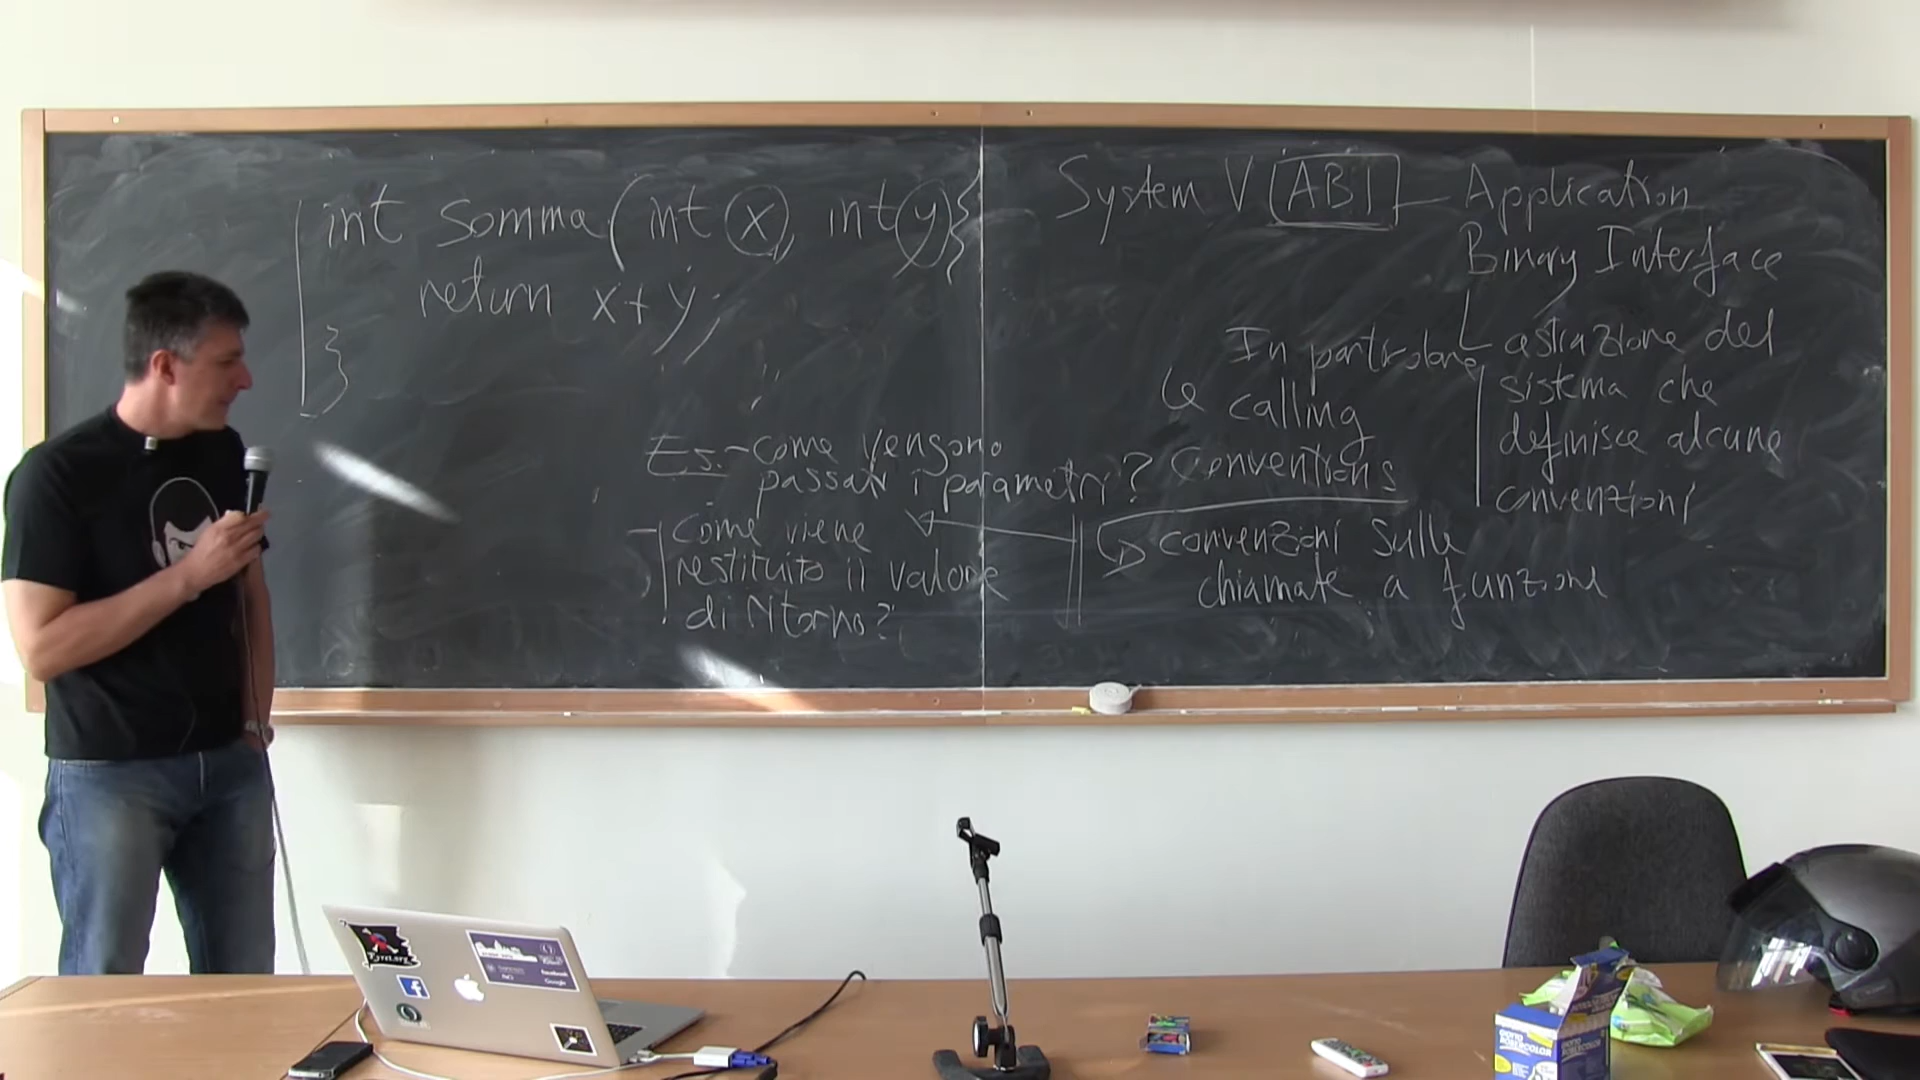 int somma(int x, int y){
return x+y;
}
Es.- come vengono
passati i parametri?
- come viene
restituito il valore
di ritorno?
System V ABI - Application
Binary Interface
astrazione del
sistema che
definisce alcune
convenzioni
In particolare
calling
conventions
convenzioni sulle
chiamate a funzione